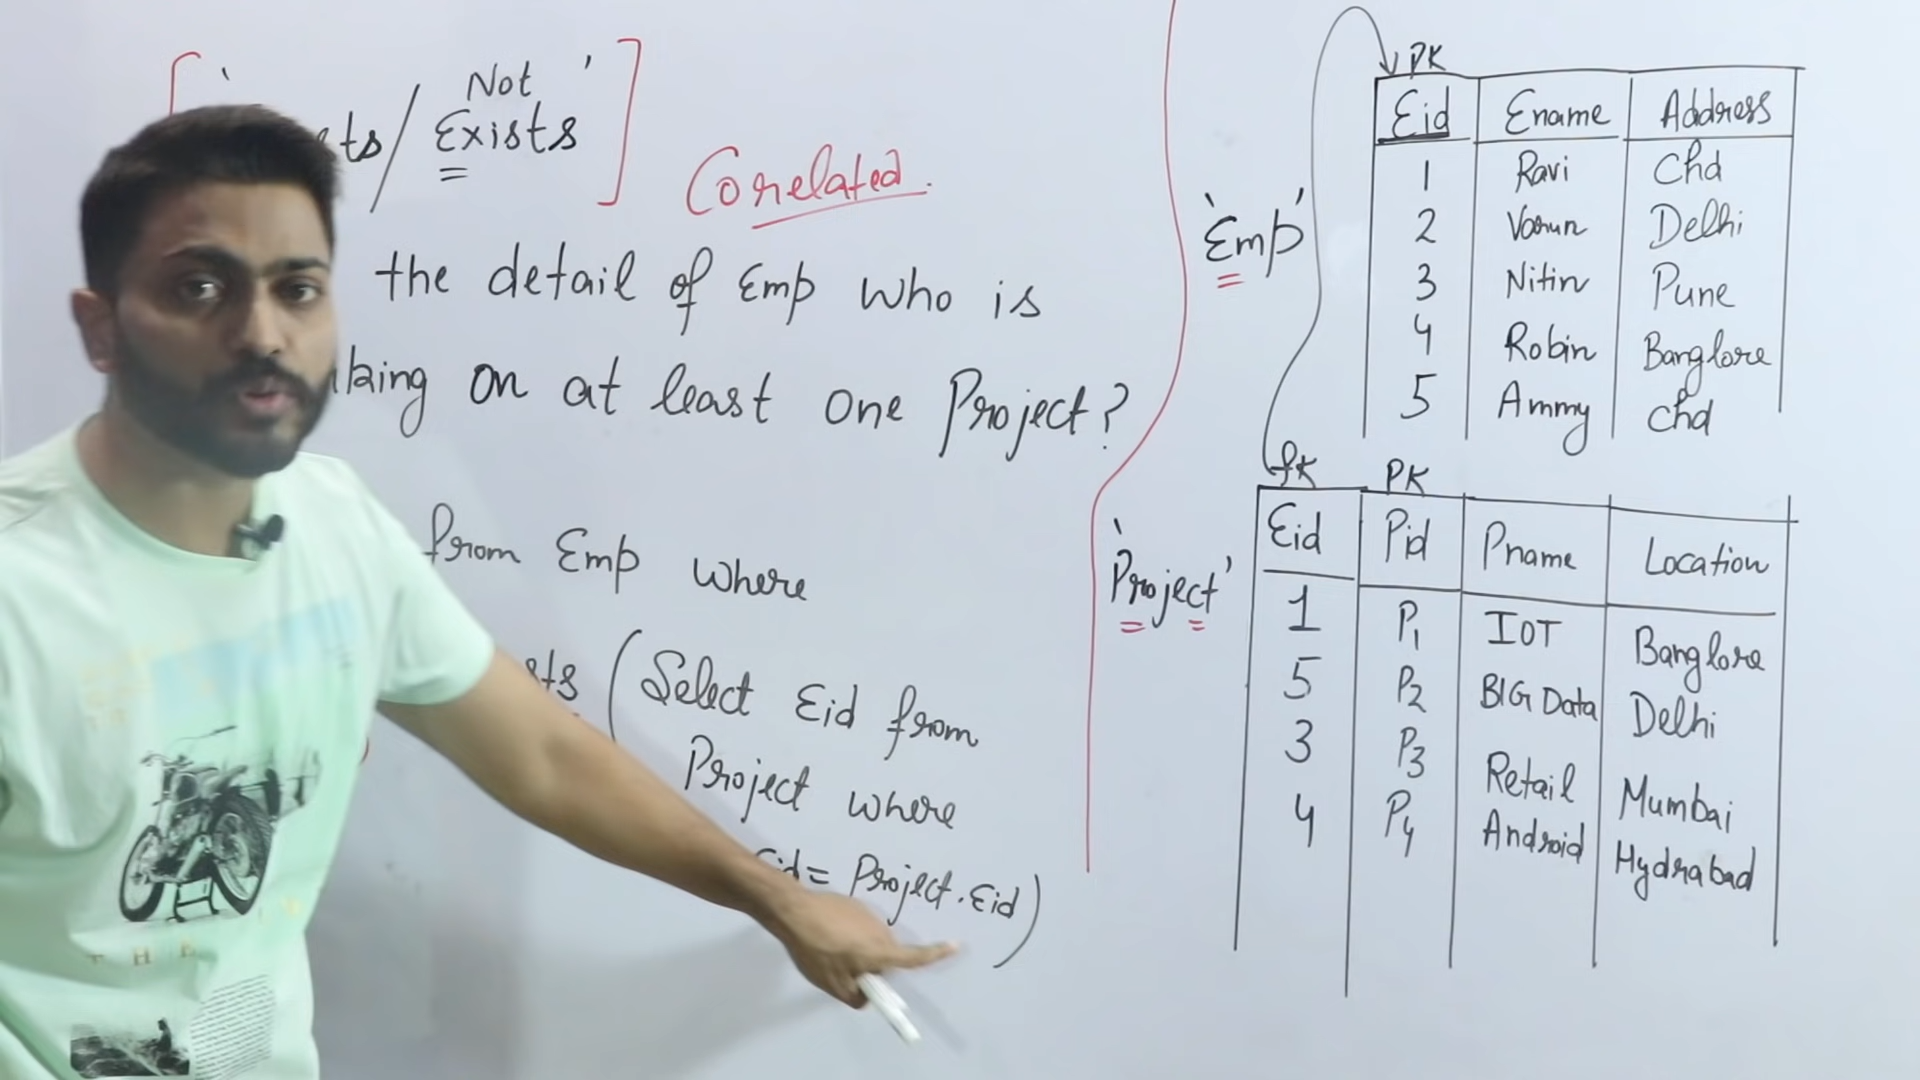 Not
Exists
Corelated.
the detail of Emp who is
on at least one Project?
from Emp where
(Select Eid from
Project where
= Project.Eid)
'Emp'
PK
Eid Ename Address
1 Ravi Chd
2 Varun Delhi
3 Nitin Pune
4 Robin Banglore
5 Ammy Chd
'Project'
fK PK
Eid Pid Pname Location
1 P1 IOT Banglore
5 P2 BIG Data Delhi
3 P3 Retail Mumbai
4 P4 Android Hydrabad
THE